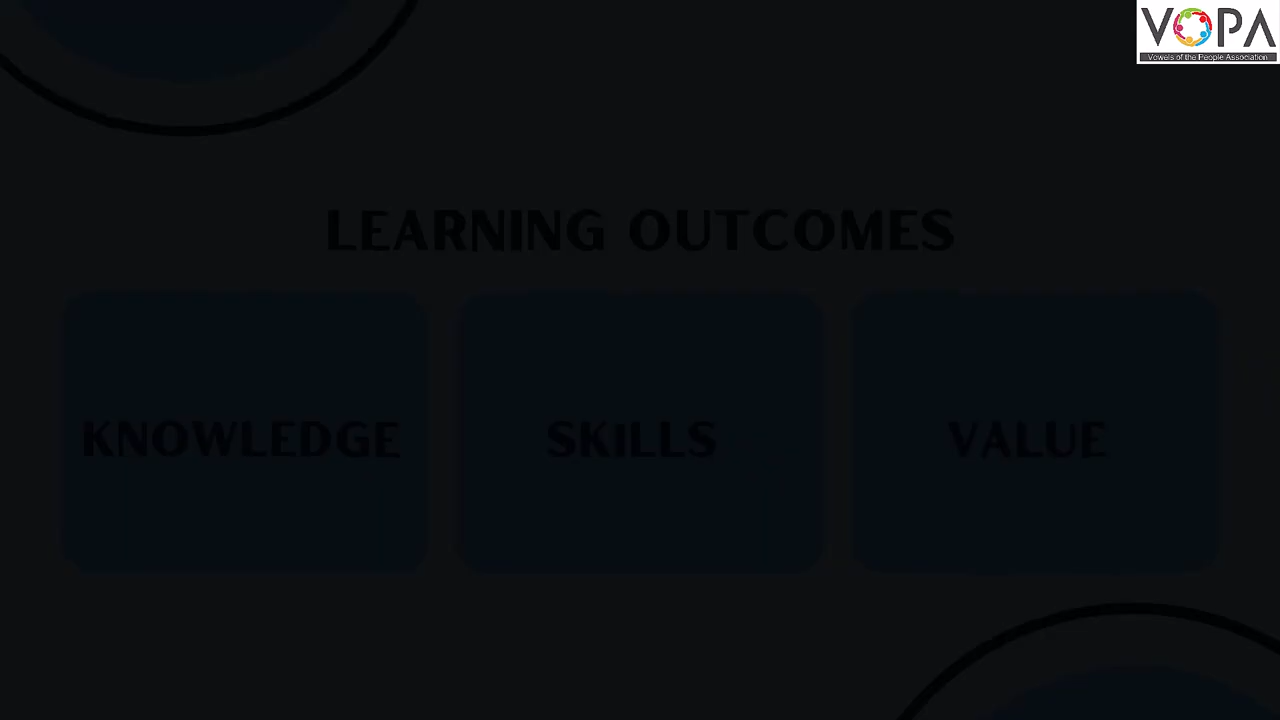 VOPA
Vowels of the People Association
LEARNING OUTCOMES
KNOWLEDGE
SKILLS
VALUE